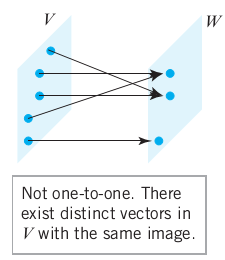 V
W
Not one-to-one. There
exist distinct vectors in
V with the same image.